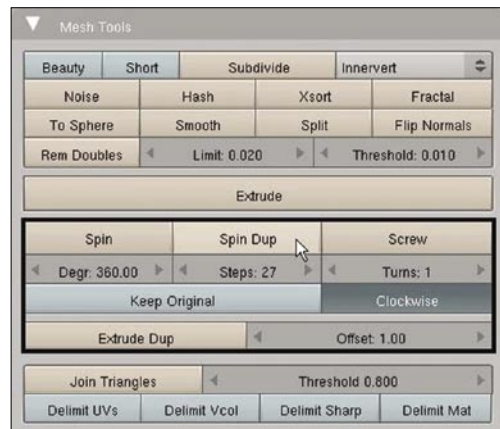 Mesh Tools
Beauty Short Subdivide Innervert
Noise Hash Xsort Fractal
To Sphere Smooth Split Flip Normals
Rem Doubles Limit: 0.020 Threshold: 0.010
Extrude
Spin Spin Dup Screw
Degr: 360.00 Steps: 27 Turns: 1
Keep Original Clockwise
Extrude Dup Offset: 1.00
Join Triangles Threshold 0.800
Delimit UVs Delimit Vcol Delimit Sharp Delimit Mat